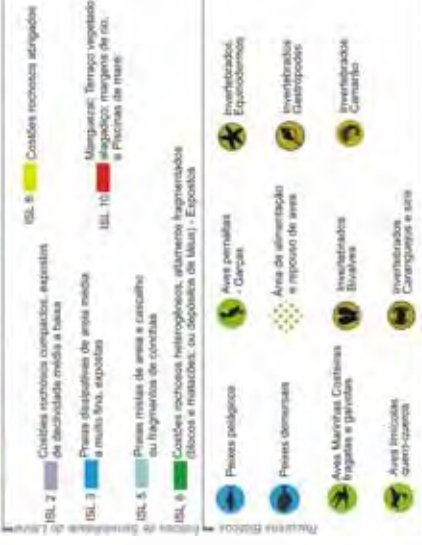 Índices de Sensibilidade do Litoral
ISL 2
Costões rochosos compactos, expostos
de declividade média a baixa
ISL 3
Praias dissipativas de areia média
a muito fina, expostas
ISL 5
Praias mistas de areia e cascalho
ou fragmentos de conchas
ISL 6
Costões rochosos heterogêneos, altamente fragmentados
(blocos e matacões, ou depósitos de tálus) - Expostos
ISL 8
Costões rochosos abrigados
ISL 10
Manguezal; Terraço vegetado
alagadiço; margens de rio,
e Piscinas de maré
Recursos Bióticos
Peixes pelágicos
Peixes demersais
Aves Marinhas Costeiras
fragatas e gaivotas
Aves limícolas
quero-queros
Aves pernaltas
- Garças
Área de alimentação
e repouso de aves
Invertebrados
Bivalves
Invertebrados
Caranguejos e siris
Invertebrados
Equinodermos
Invertebrados
Gastrópodes
Invertebrados
Camarão